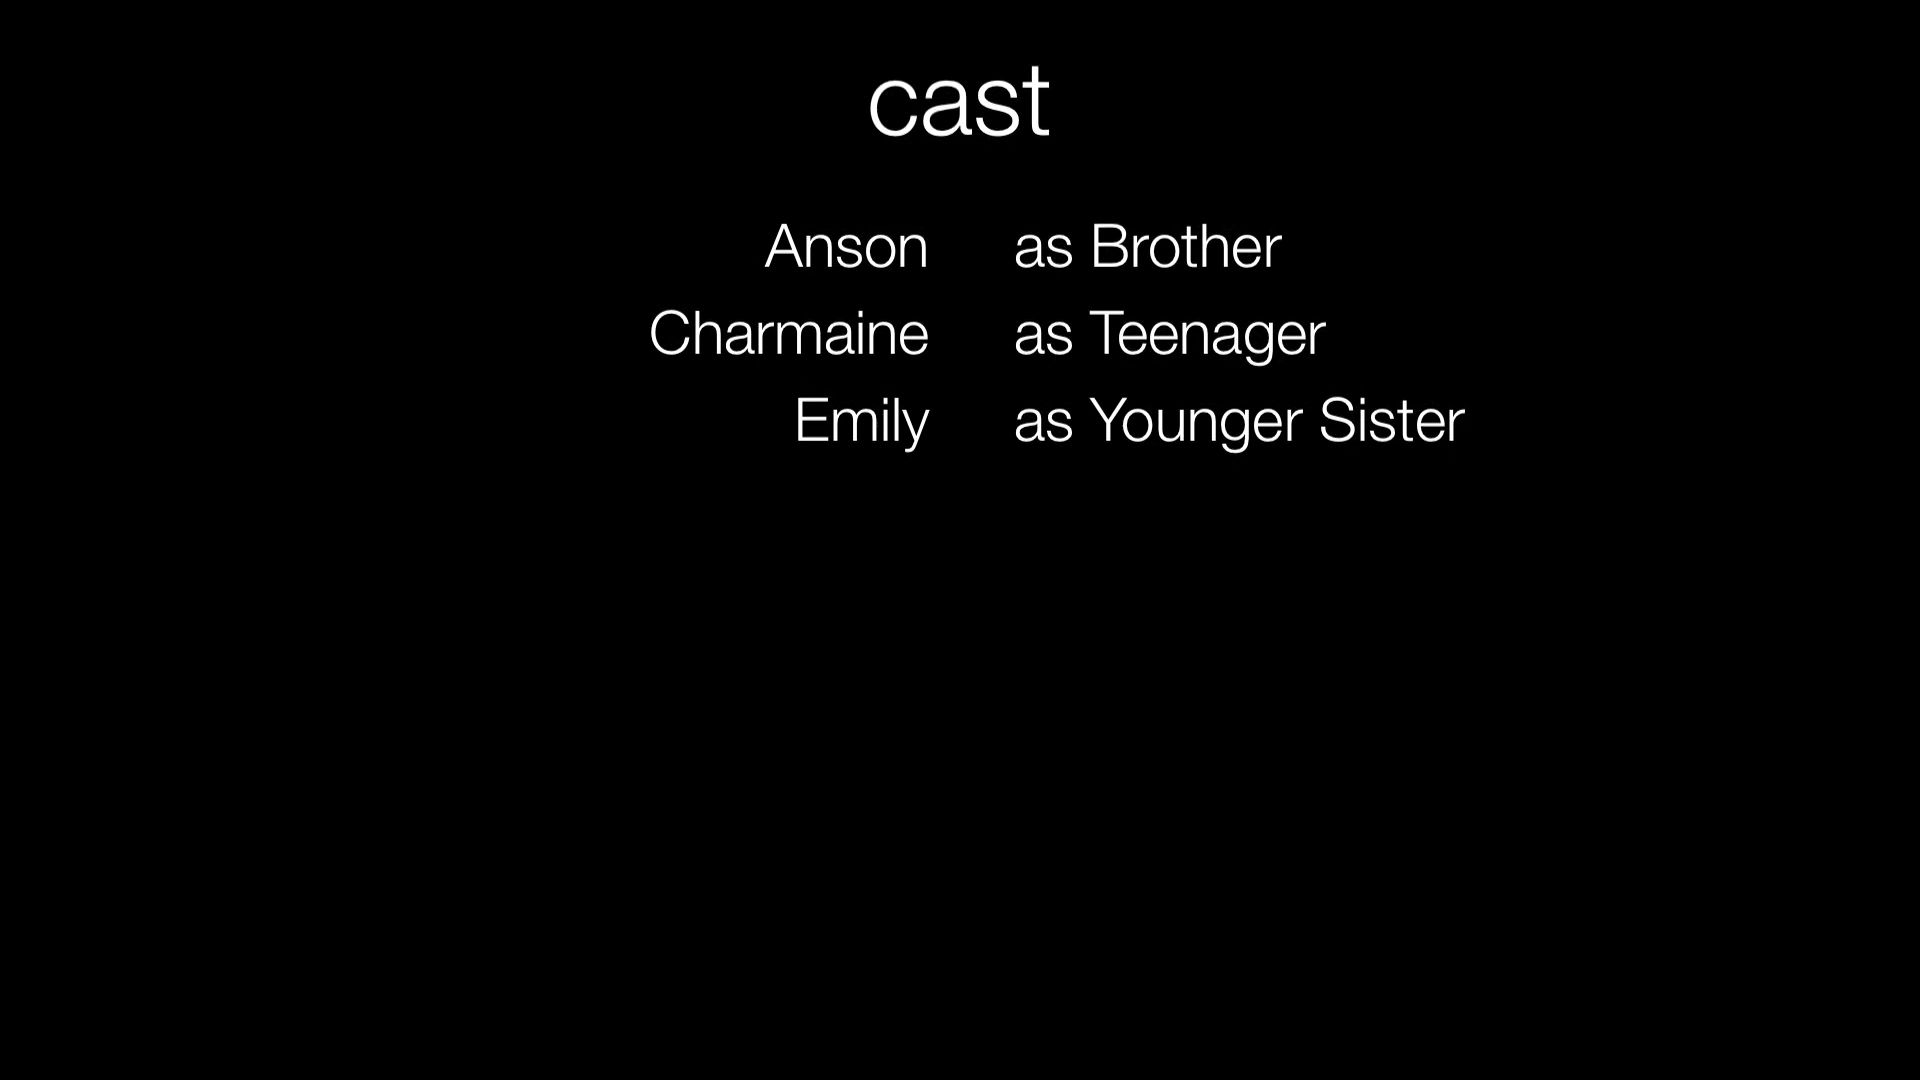 cast
Anson as Brother
Charmaine as Teenager
Emily as Younger Sister